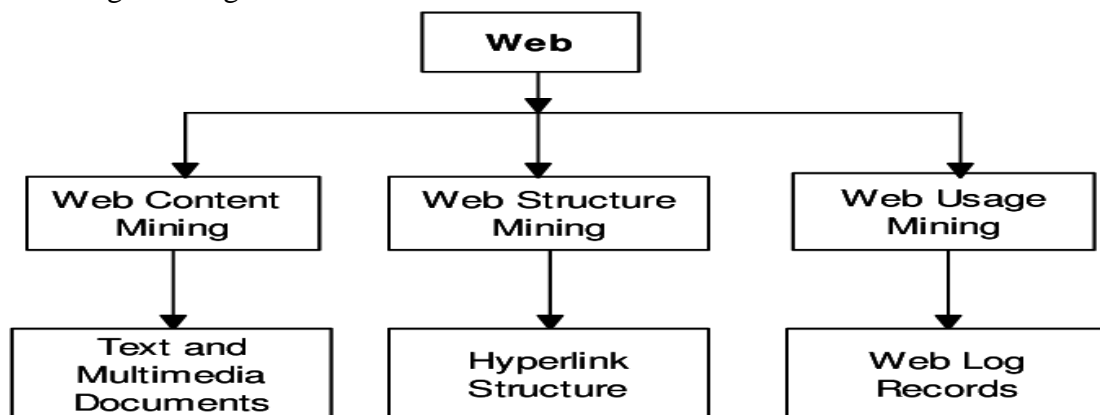 Web
Web Content
Mining
Web Structure
Mining
Web Usage
Mining
Text and
Multimedia
Documents
Hyperlink
Structure
Web Log
Records